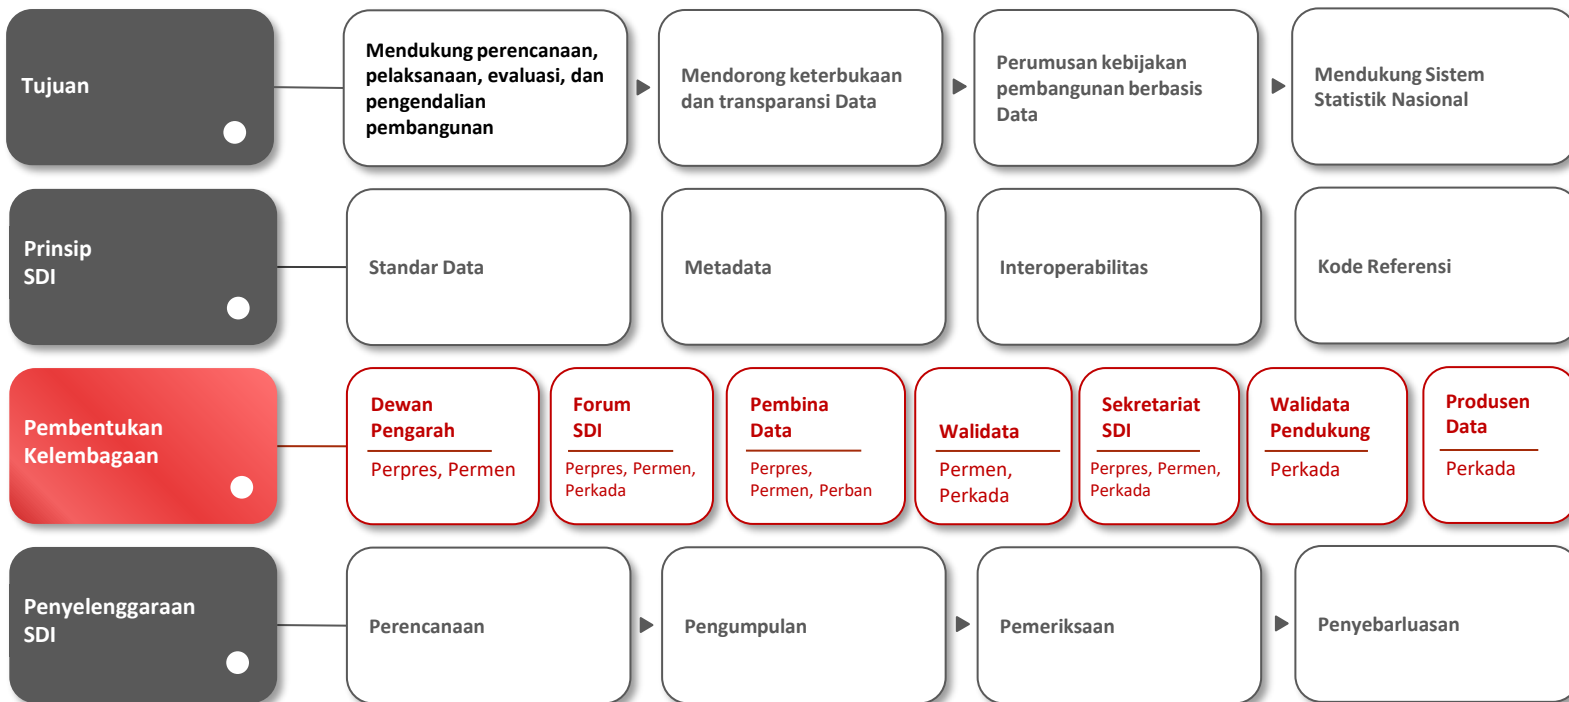 Tujuan
Mendukung perencanaan,
pelaksanaan, evaluasi, dan
pengendalian
pembangunan
Mendorong keterbukaan
dan transparansi Data
Perumusan kebijakan
pembangunan berbasis
Data
Mendukung Sistem
Statistik Nasional
Prinsip
SDI
Standar Data
Metadata
Interoperabilitas
Kode Referensi
Pembentukan
Kelembagaan
Dewan
Pengarah
Perpres, Permen
Forum
SDI
Perpres, Permen,
Perkada
Pembina
Data
Perpres,
Permen, Perban
Walidata
Permen,
Perkada
Sekretariat
SDI
Perpres, Permen,
Perkada
Walidata
Pendukung
Perkada
Produsen
Data
Perkada
Penyelenggaraan
SDI
Perencanaan
Pengumpulan
Pemeriksaan
Penyebarluasan